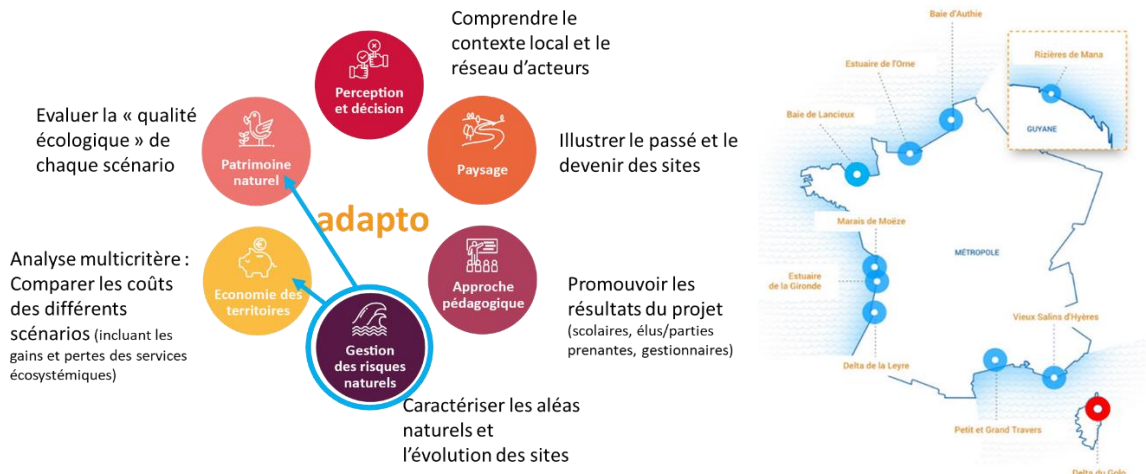 Comprendre le
contexte local et le
réseau d’acteurs
Perception
et décision
Evaluer la « qualité
écologique » de
chaque scénario
Patrimoine
naturel
Paysage
Illustrer le passé et le
devenir des sites
adapto
Analyse multicritère :
Comparer les coûts
des différents
scénarios (incluant les
gains et pertes des services
écosystémiques)
Economie des
territoires
Approche
pédagogique
Promouvoir les
résultats du projet
(scolaires, élus/parties
prenantes, gestionnaires)
Gestion
des risques
naturels
Caractériser les aléas
naturels et
l’évolution des sites
Baie d’Authie
Rizières de Mana
Estuaire de l’Orne
Baie de Lancieux
GUYANE
Marais de Moëze
MÉTROPOLE
Estuaire
de la Gironde
Vieux Salins d’Hyères
Delta de la Leyre
Petit et Grand Travers
Delta du Golo